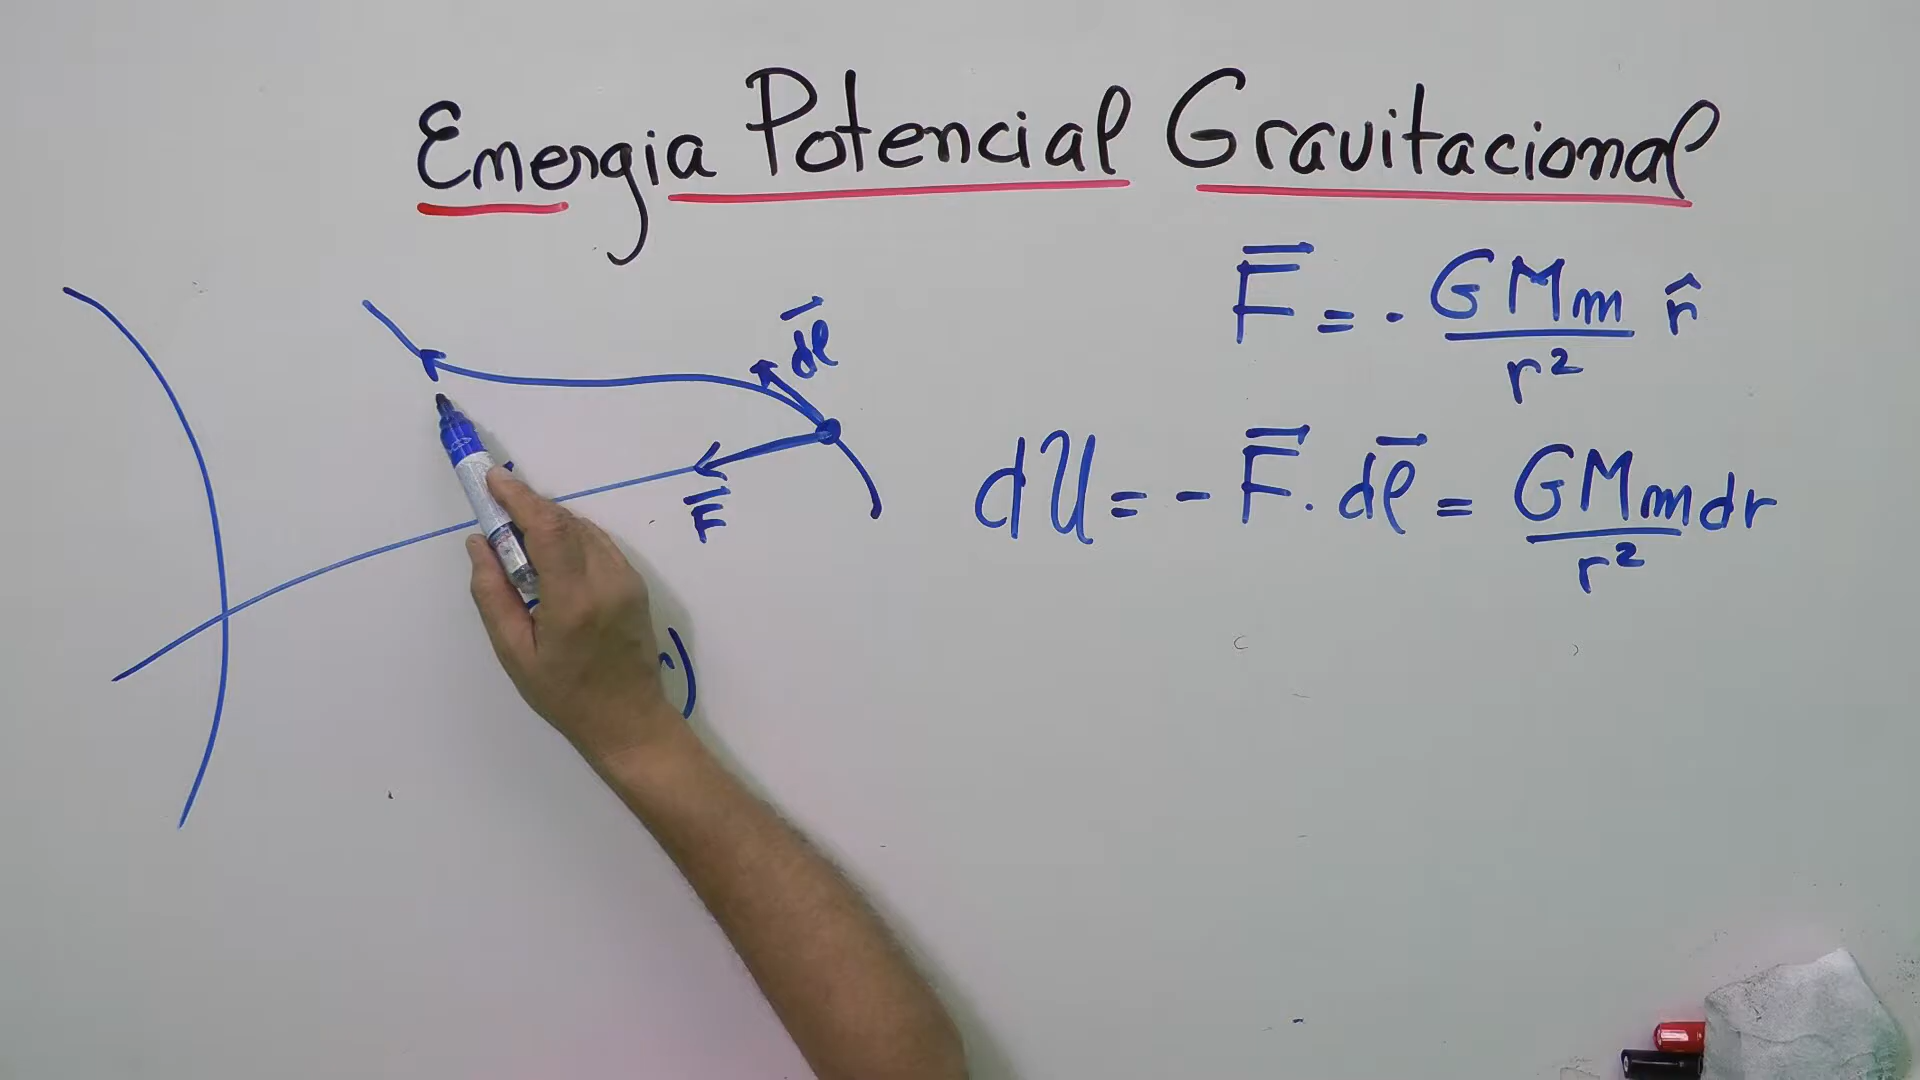 Energia Potencial Gravitacional
F⃗ = - GMm/r² r̂
dℓ⃗
F⃗
dU = - F⃗ . dℓ⃗ = GMm/r² dr
)